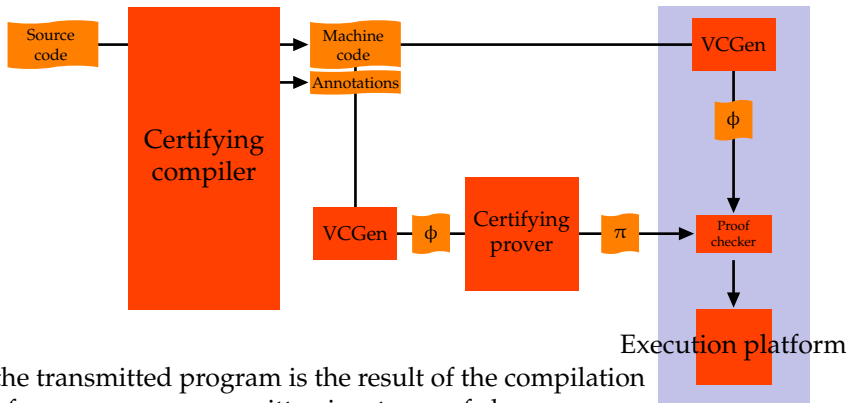 Source
code
Machine
code
Annotations
VCGen
φ
Certifying
compiler
VCGen
φ
Certifying
prover
π
Proof
checker
Execution platform
the transmitted program is the result of the compilation